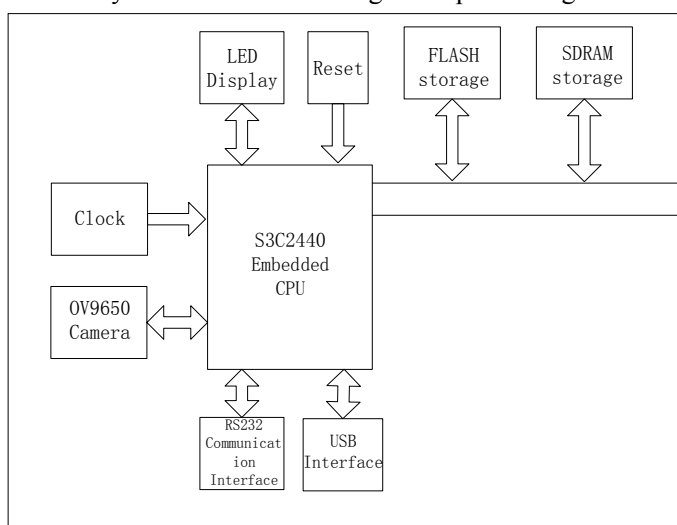 LED
Display
Reset
FLASH
storage
SDRAM
storage
Clock
S3C2440
Embedded
CPU
OV9650
Camera
RS232
Communicat
ion
Interface
USB
Interface